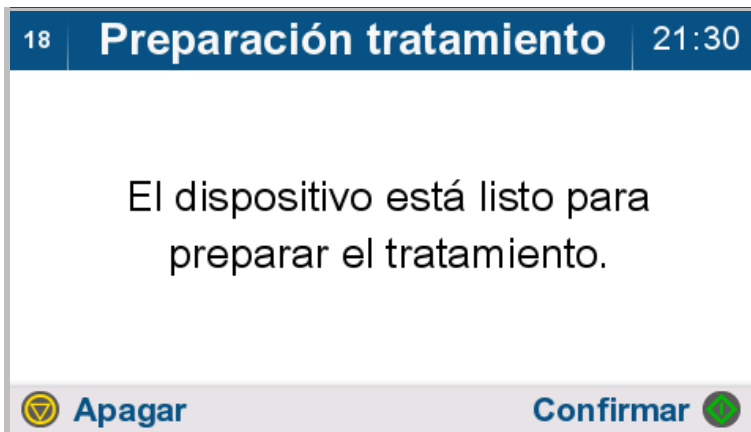 18 Preparación tratamiento 21:30
El dispositivo está listo para
preparar el tratamiento.
Apagar Confirmar